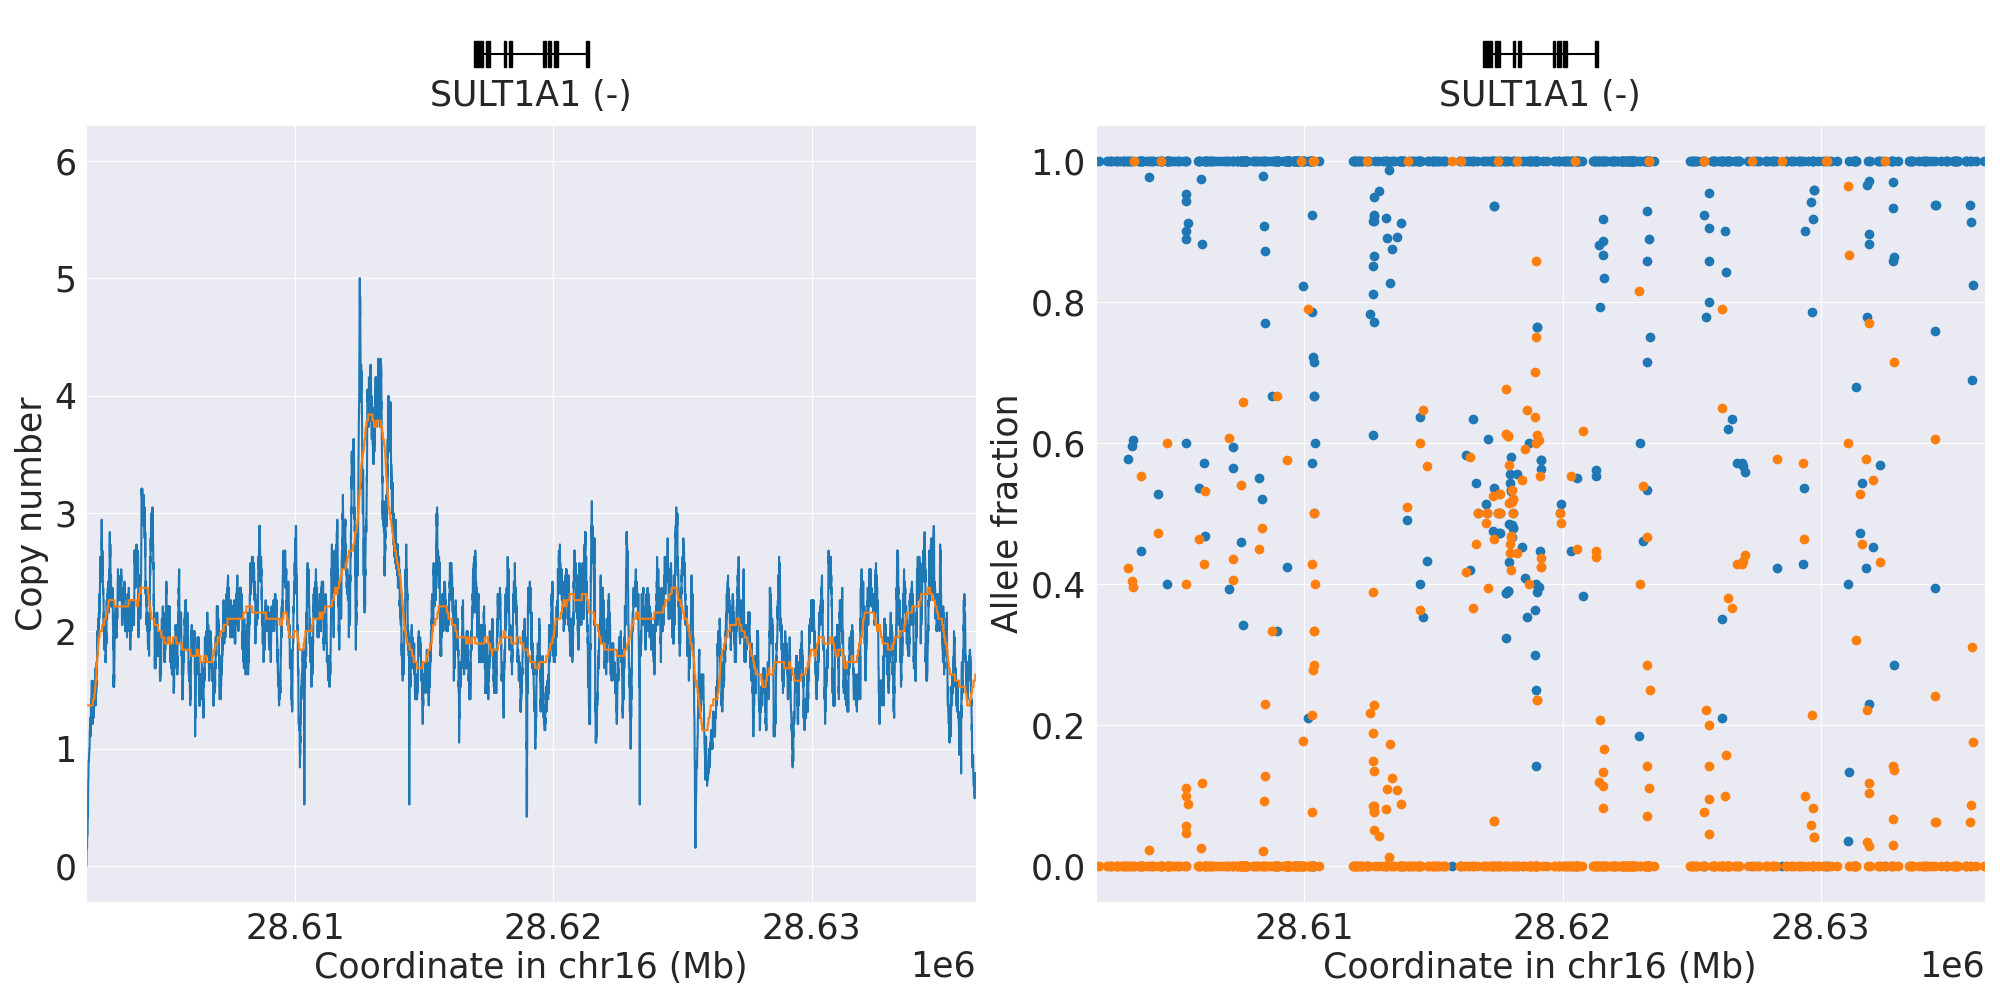 SULT1A1 (-)
6
5
4
3
2
1
0
Copy number
28.61
28.62
28.63
Coordinate in chr16 (Mb)
1e6
SULT1A1 (-)
1.0
0.8
0.6
0.4
0.2
0.0
Allele fraction
28.61
28.62
28.63
Coordinate in chr16 (Mb)
1e6